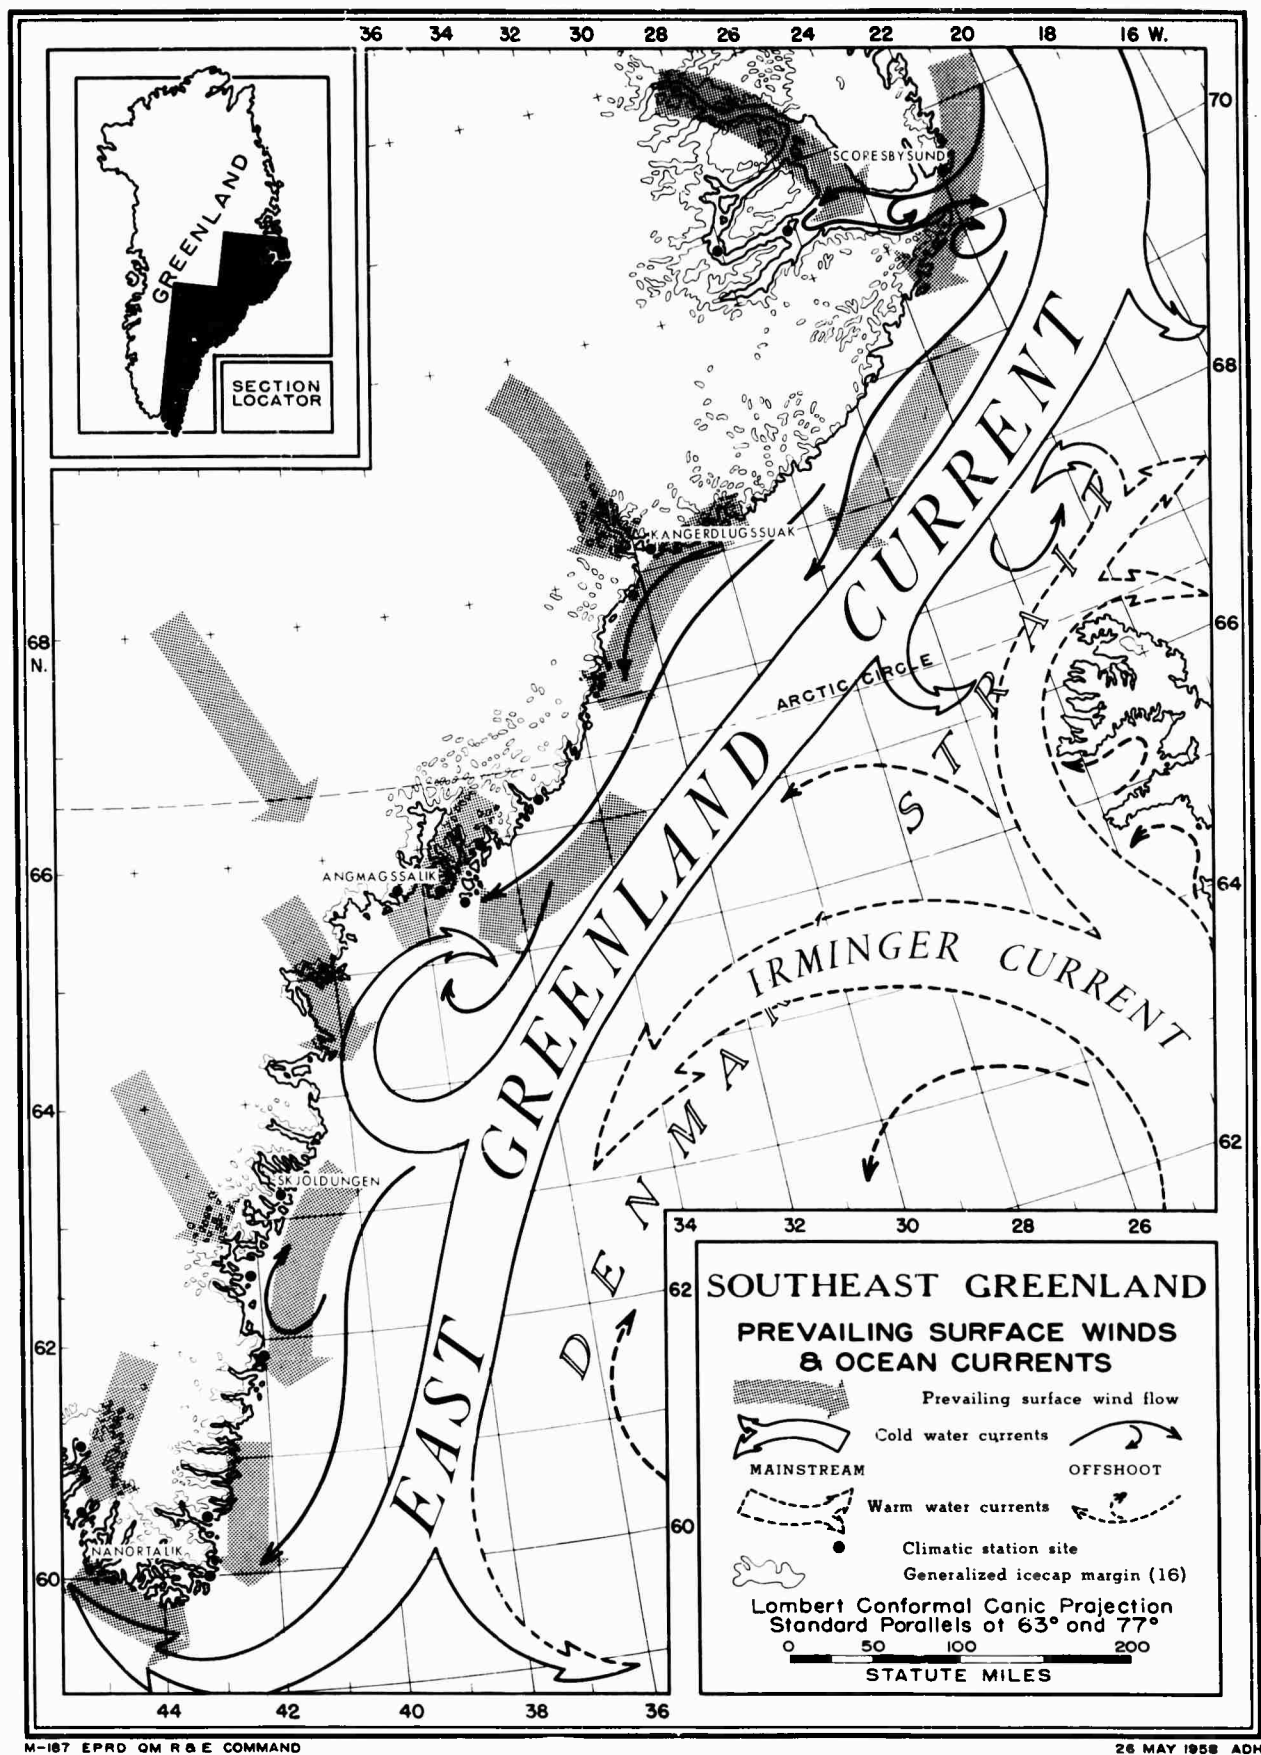 36 34 32 30 28 26 24 22 20 18 16 W.
GREENLAND
SECTION
LOCATOR
70
68
66
64
62
SCORESBYSUND
KANGERDLUGSSUAK
ARCTIC CIRCLE
ANGMAGSSALIK
SKJOLDUNGEN
NANORTALIK
EAST GREENLAND CURRENT
DENMARK STRAIT
IRMINGER CURRENT
68
N.
66
64
62
60
34 32 30 28 26
62
60
44 42 40 38 36
SOUTHEAST GREENLAND
PREVAILING SURFACE WINDS
& OCEAN CURRENTS
Prevailing surface wind flow
Cold water currents
MAINSTREAM OFFSHOOT
Warm water currents
Climatic station site
Generalized icecap margin (16)
Lambert Conformal Canic Projection
Standard Parallels at 63° and 77°
0 50 100 200
STATUTE MILES
M-187 EPRD QM R & E COMMAND
26 MAY 1958 ADH